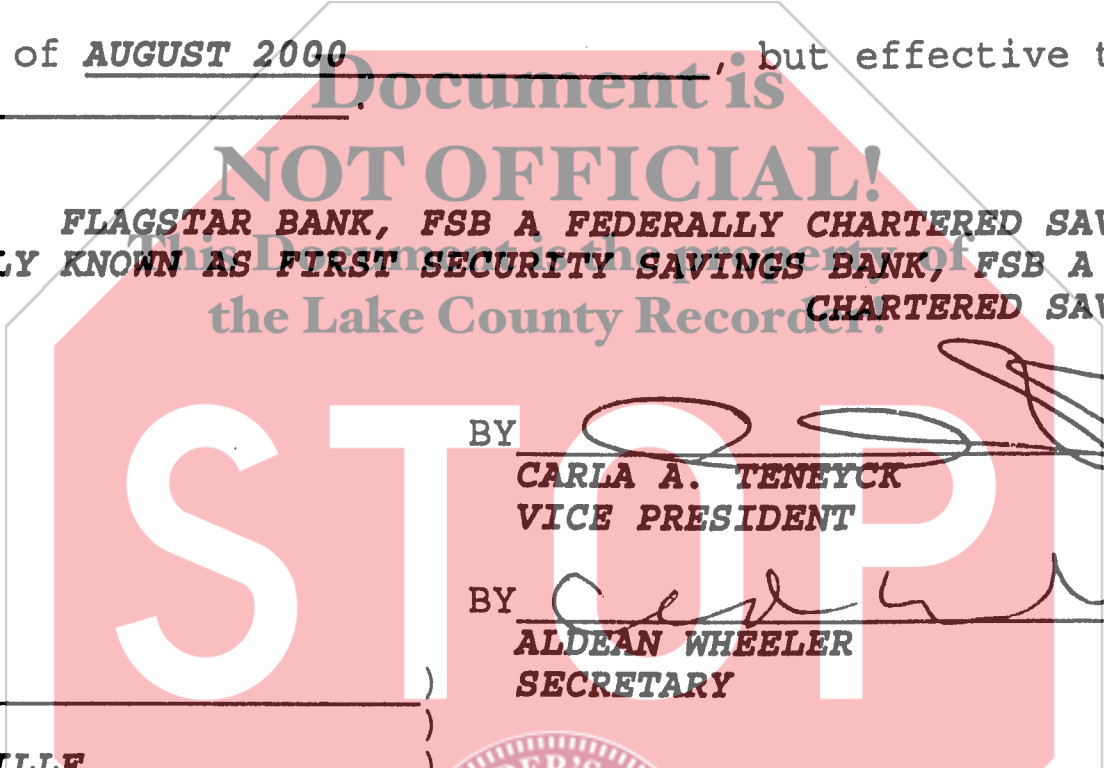 of AUGUST 2000, but effective
Document is
NOT OFFICIAL!
FLAGSTAR BANK, FSB A FEDERALLY CHARTERED SAV
This Document is the property of
LY KNOWN AS FIRST SECURITY SAVINGS BANK, FSB A
the Lake County Recorder!
CHARTERED SAV
STOP
BY
CARLA A. TENEYCK
VICE PRESIDENT
BY
ALDEAN WHEELER
SECRETARY
)
)
)